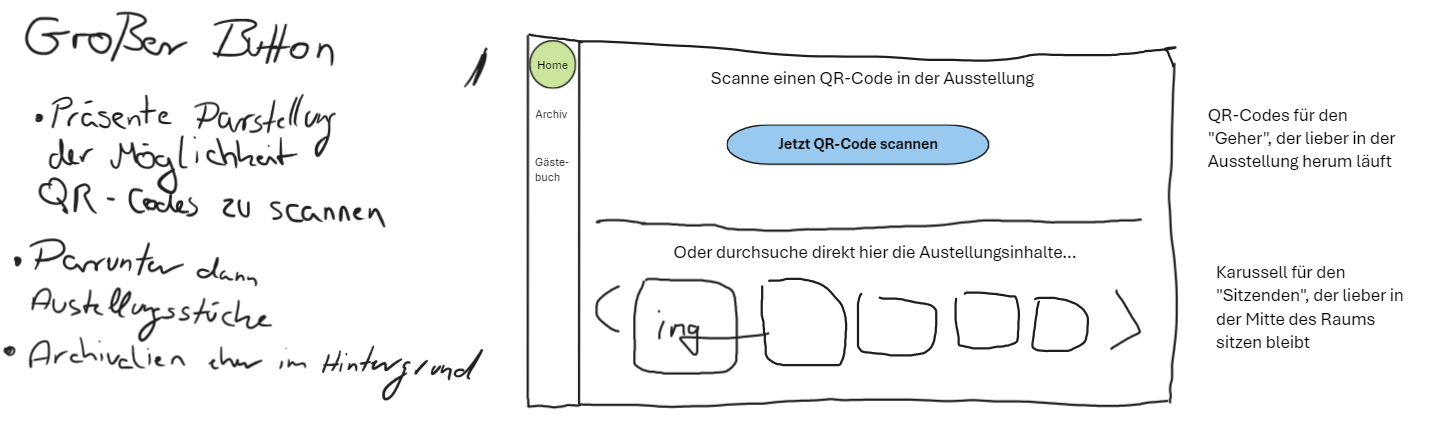 Großer Button
• Präsente Darstellung
der Möglichkeit
QR-Codes zu scannen
• Darrunter dann
Austellungsstücke
• Archivalien eher im Hintergrund
Home
Archiv
Gäste-
buch
Scanne einen QR-Code in der Ausstellung
Jetzt QR-Code scannen
Oder durchsuche direkt hier die Austellungsinhalte...
img
QR-Codes für den
"Geher", der lieber in der
Ausstellung herum läuft
Karussell für den
"Sitzenden", der lieber in
der Mitte des Raums
sitzen bleibt